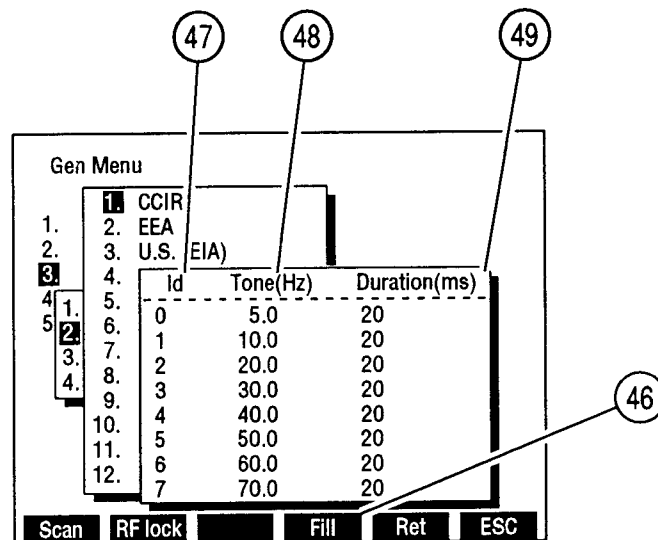 47 48 49
Gen Menu
1. CCIR
1. 2. EEA
2. 3. U.S. (EIA)
3. 4. Id Tone(Hz) Duration(ms)
4 5.
5 1. 6. 0 5.0 20
2. 7. 1 10.0 20
3. 8. 2 20.0 20
4. 9. 3 30.0 20
10. 4 40.0 20
11. 5 50.0 20
12. 6 60.0 20
7 70.0 20
46
Scan RF lock Fill Ret ESC